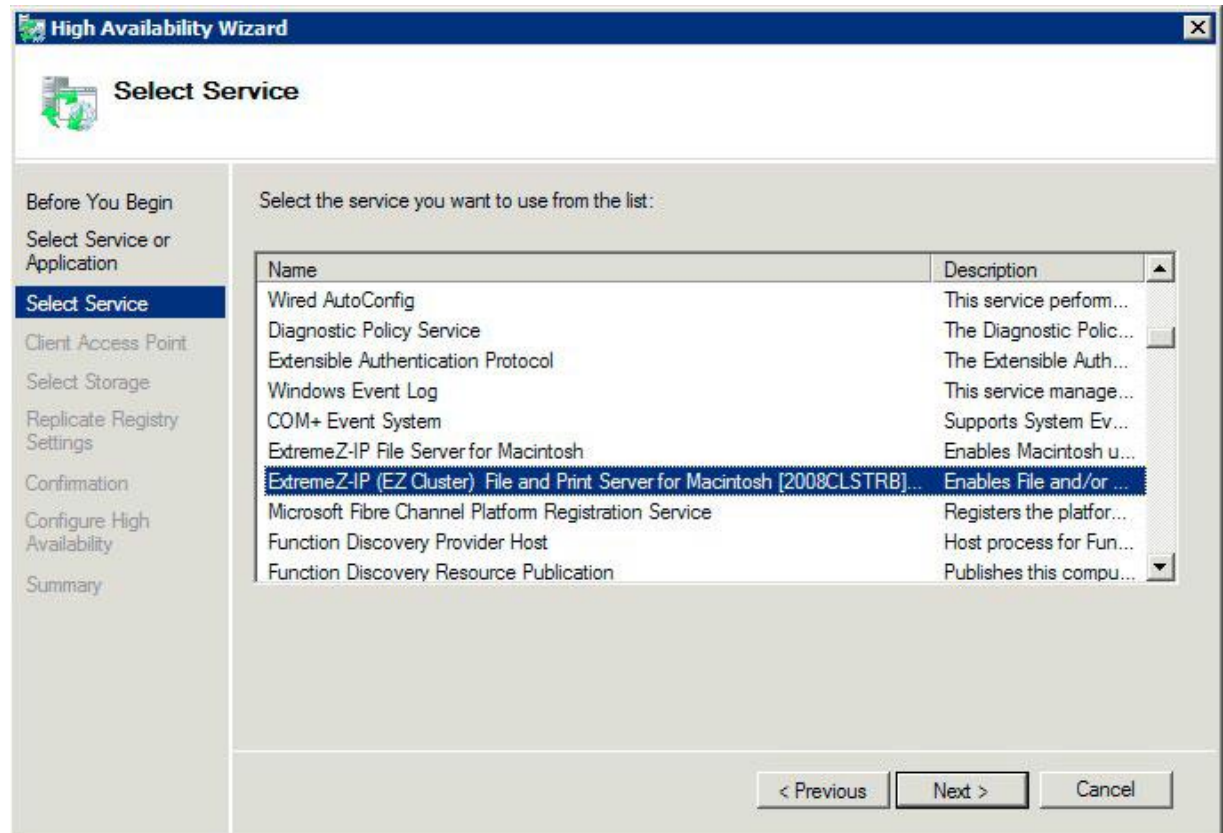 High Availability Wizard
Select Service
Before You Begin
Select Service or
Application
Select Service
Client Access Point
Select Storage
Replicate Registry
Settings
Confirmation
Configure High
Availability
Summary
Select the service you want to use from the list:
Name Description
Wired AutoConfig This service perform...
Diagnostic Policy Service The Diagnostic Polic...
Extensible Authentication Protocol The Extensible Auth...
Windows Event Log This service manage...
COM+ Event System Supports System Ev...
ExtremeZ-IP File Server for Macintosh Enables Macintosh u...
ExtremeZ-IP (EZ Cluster) File and Print Server for Macintosh [2008CLSTRB]... Enables File and/or ...
Microsoft Fibre Channel Platform Registration Service Registers the platfor...
Function Discovery Provider Host Host process for Fun...
Function Discovery Resource Publication Publishes this compu...
< Previous Next > Cancel